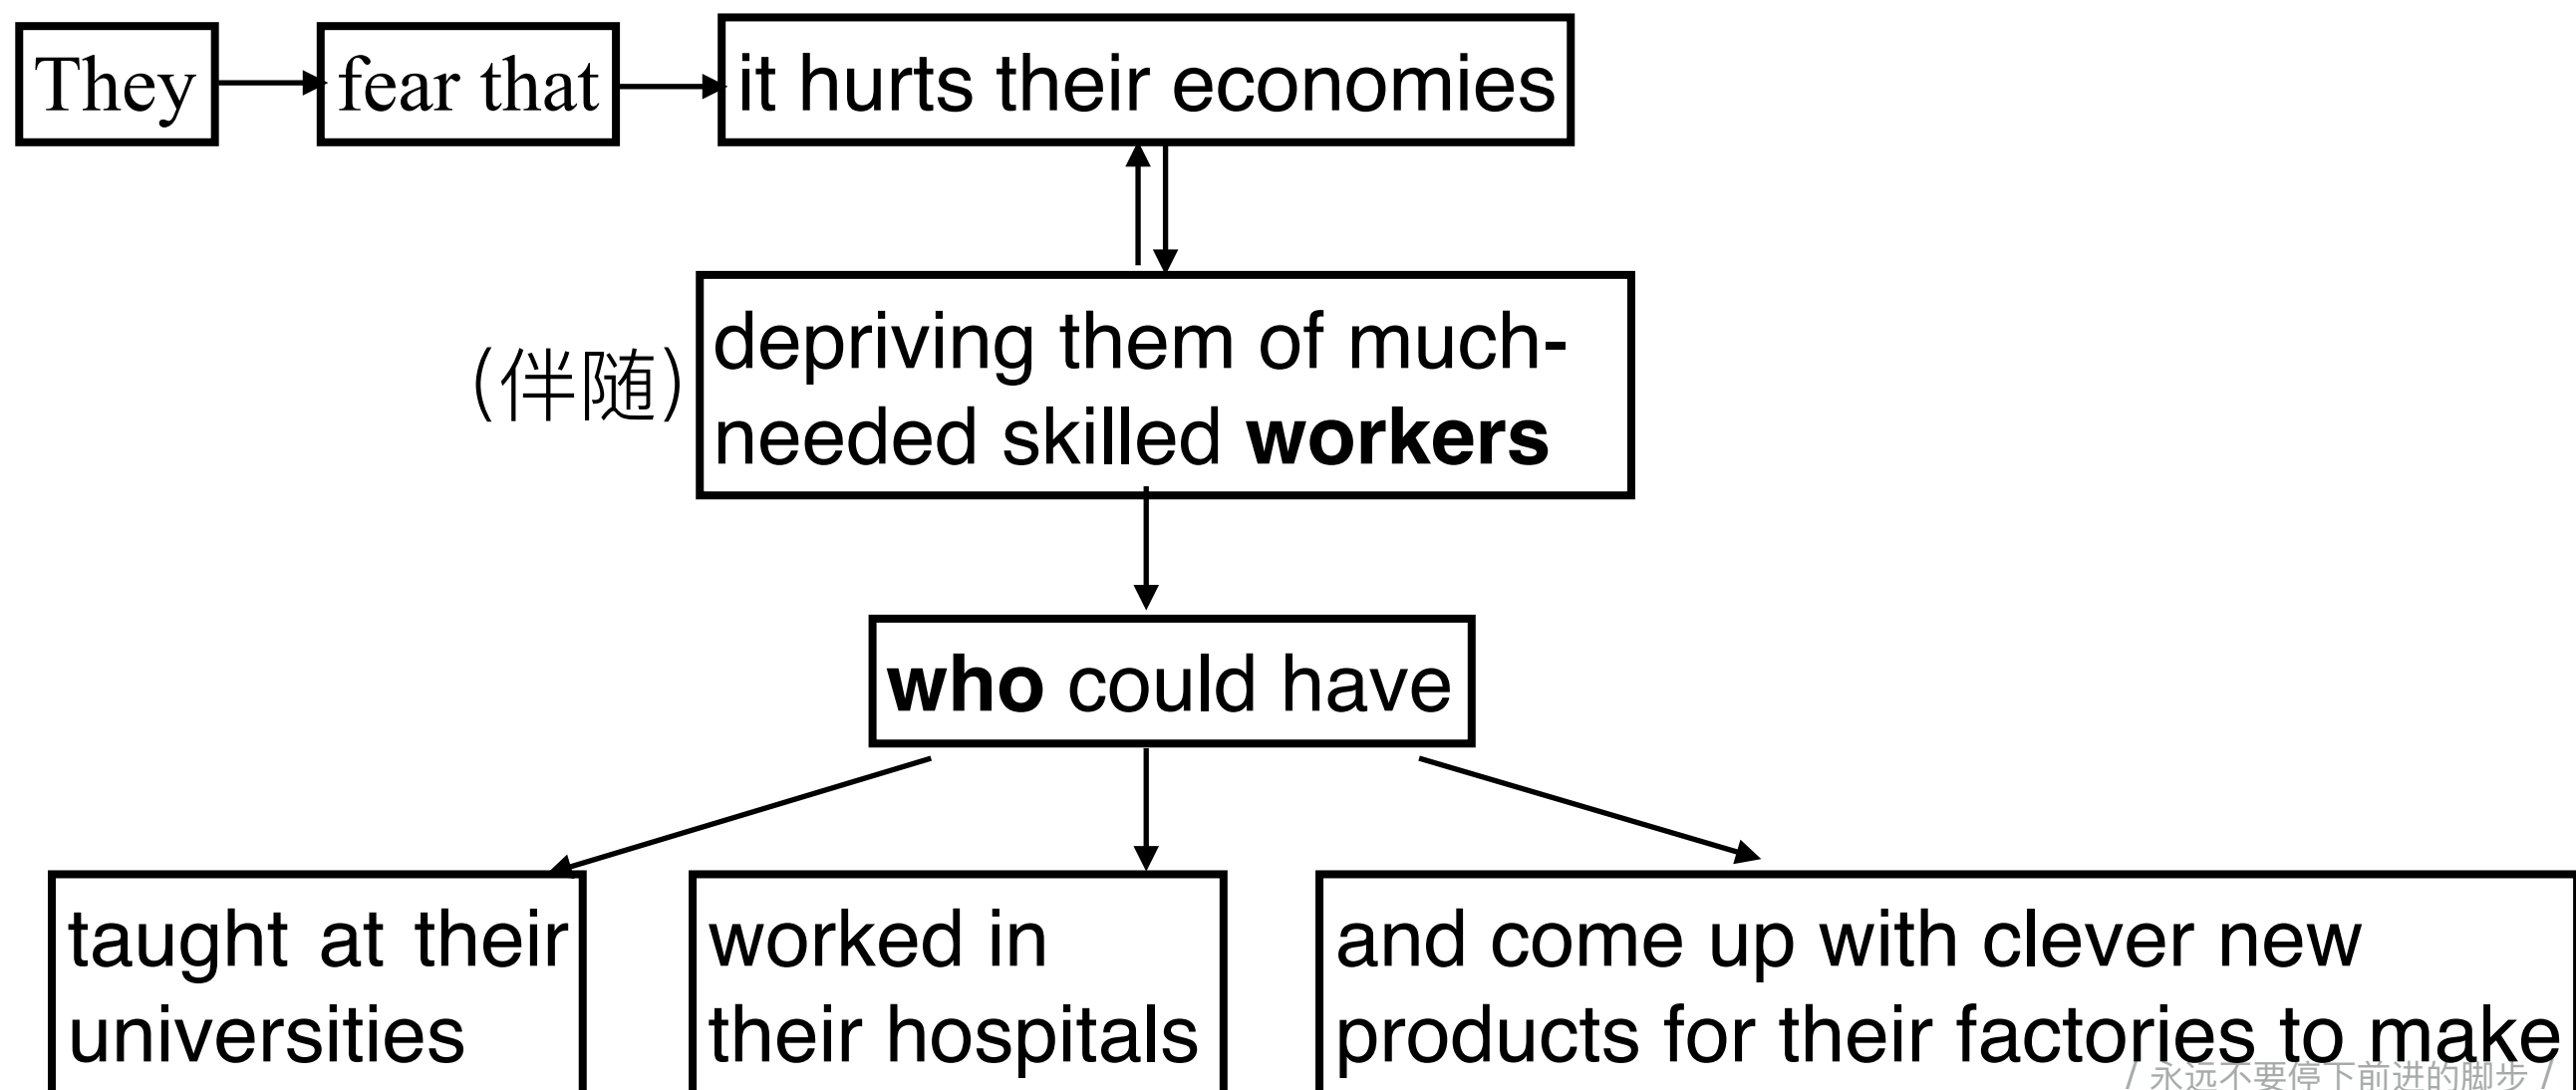 They
fear that
it hurts their economies
(伴随)
depriving them of much-
needed skilled workers
who could have
taught at their
universities
worked in
their hospitals
and come up with clever new
products for their factories to make
/ 永远不要停下前进的脚步 /